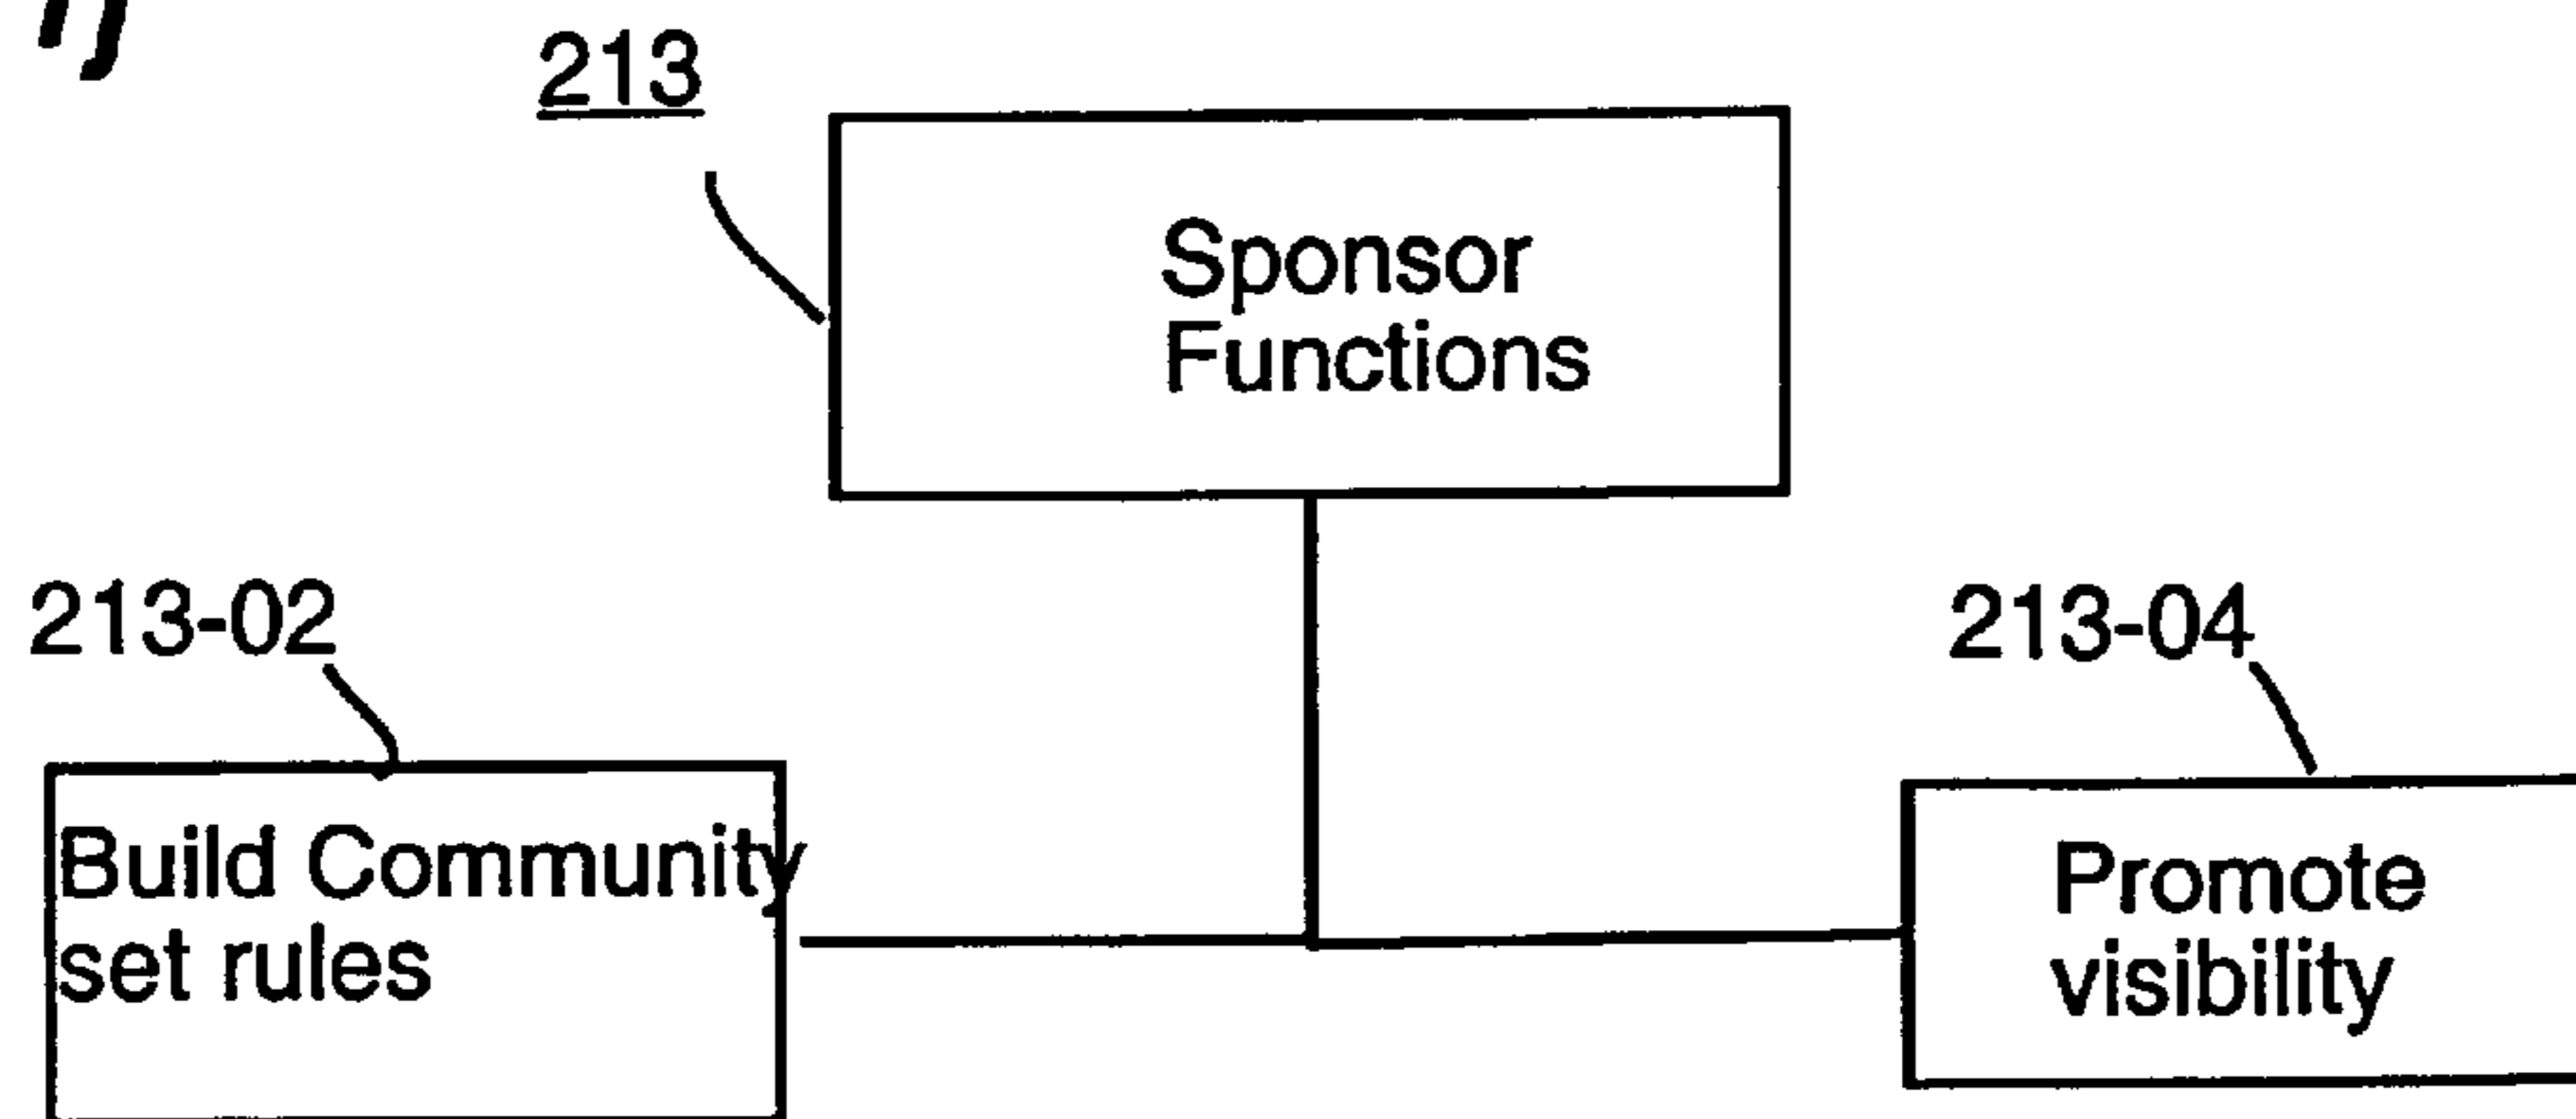 213
Sponsor
Functions
213-02
213-04
Build Community
set rules
Promote
visibility